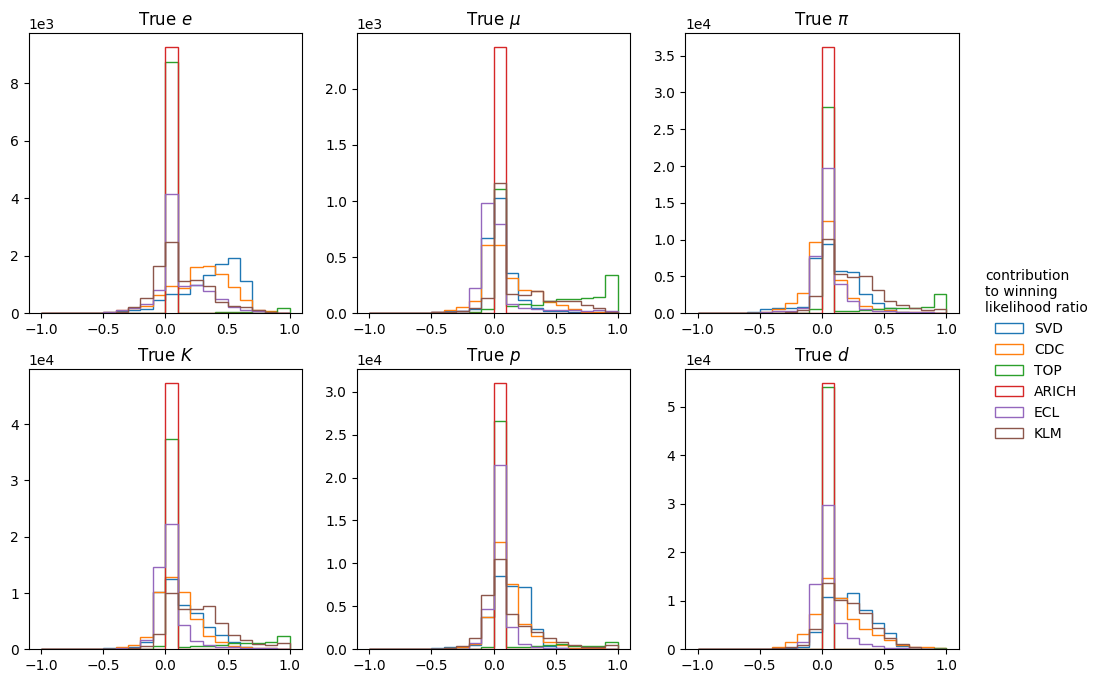 True e
1e3
8
6
4
2
0
−1.0 −0.5 0.0 0.5 1.0
True μ
1e3
2.0
1.5
1.0
0.5
0.0
−1.0 −0.5 0.0 0.5 1.0
True π
1e4
3.5
3.0
2.5
2.0
1.5
1.0
0.5
0.0
−1.0 −0.5 0.0 0.5 1.0
True K
1e4
4
3
2
1
0
−1.0 −0.5 0.0 0.5 1.0
True p
1e4
3.0
2.5
2.0
1.5
1.0
0.5
0.0
−1.0 −0.5 0.0 0.5 1.0
True d
1e4
5
4
3
2
1
0
−1.0 −0.5 0.0 0.5 1.0
contribution
to winning
likelihood ratio
SVD
CDC
TOP
ARICH
ECL
KLM